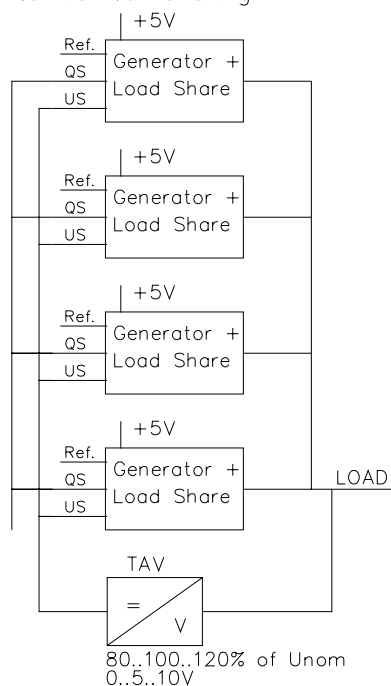 +5V
Ref.
QS
US
Generator +
Load Share
+5V
Ref.
QS
US
Generator +
Load Share
+5V
Ref.
QS
US
Generator +
Load Share
+5V
Ref.
QS
US
Generator +
Load Share
LOAD
TAV
=
V
80..100..120% of Unom
0..5..10V